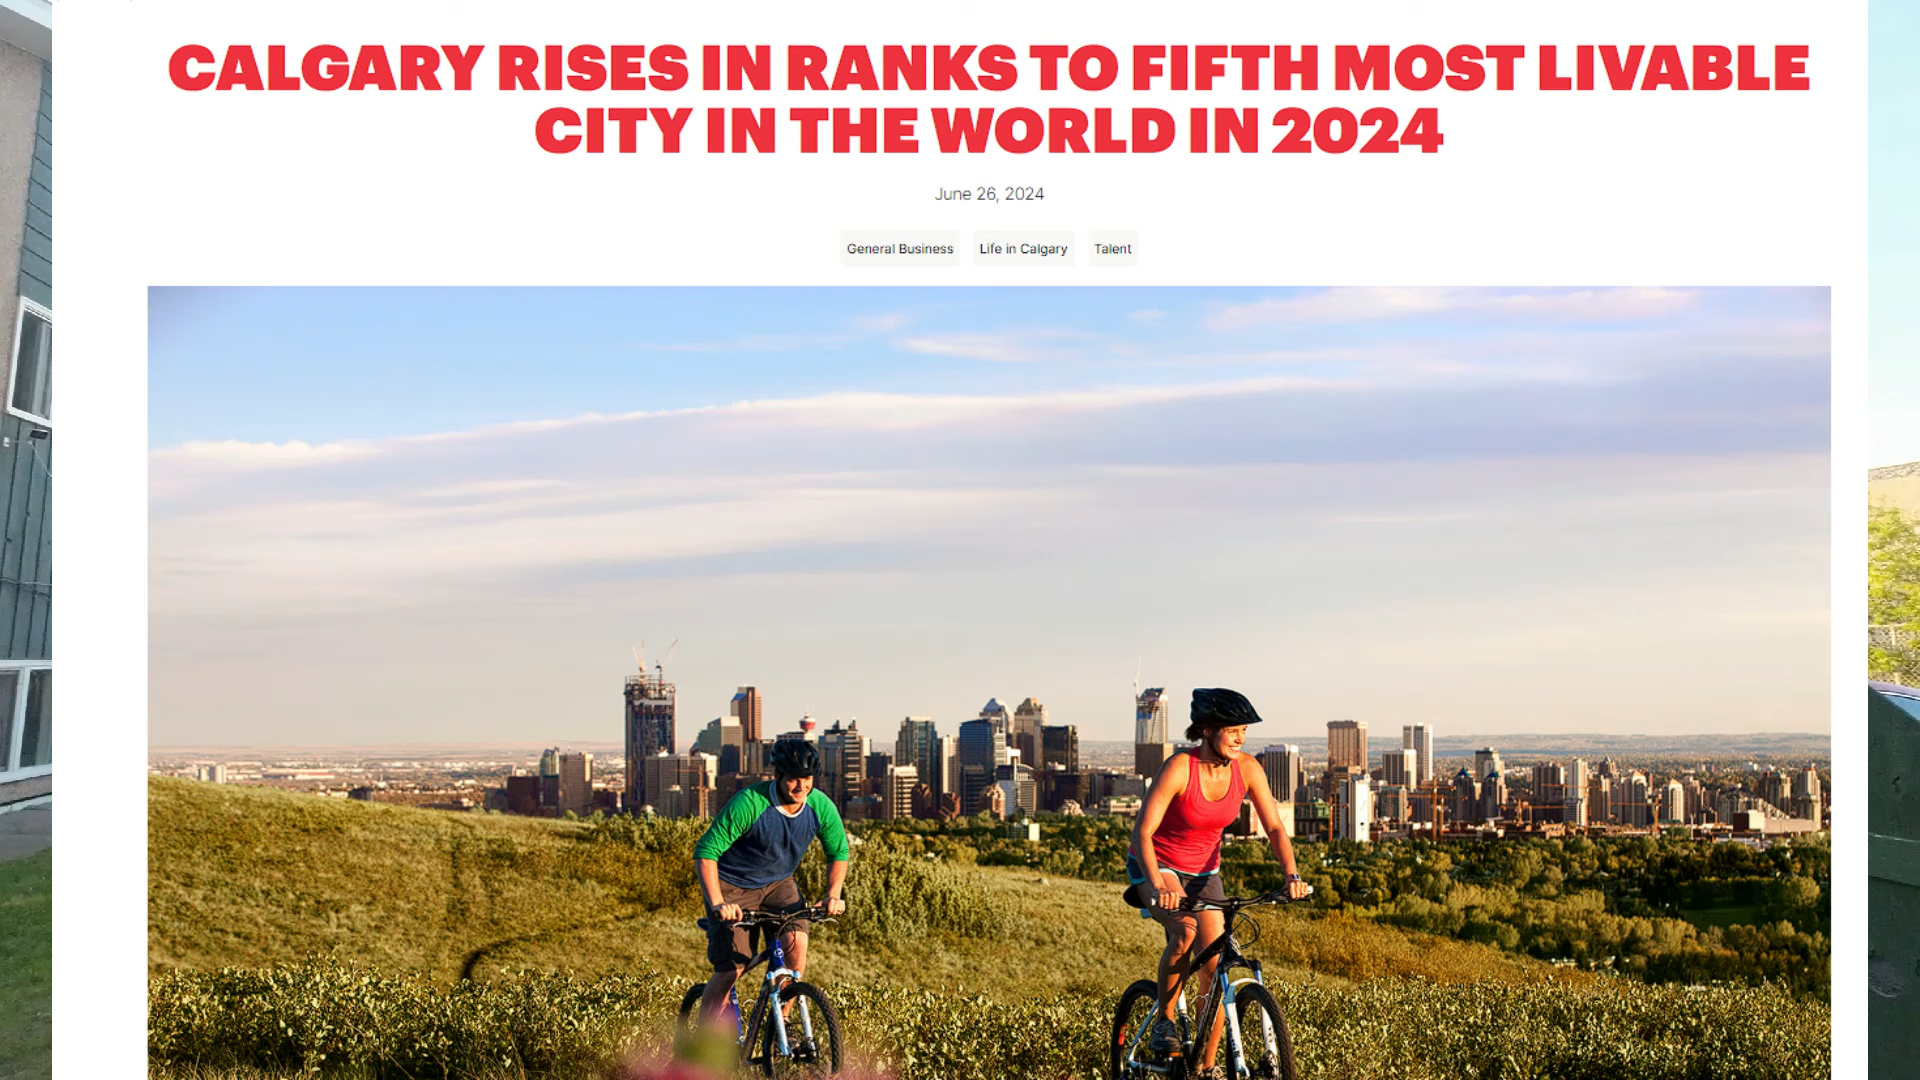 CALGARY RISES IN RANKS TO FIFTH MOST LIVABLE
CITY IN THE WORLD IN 2024
June 26, 2024
General Business
Life in Calgary
Talent